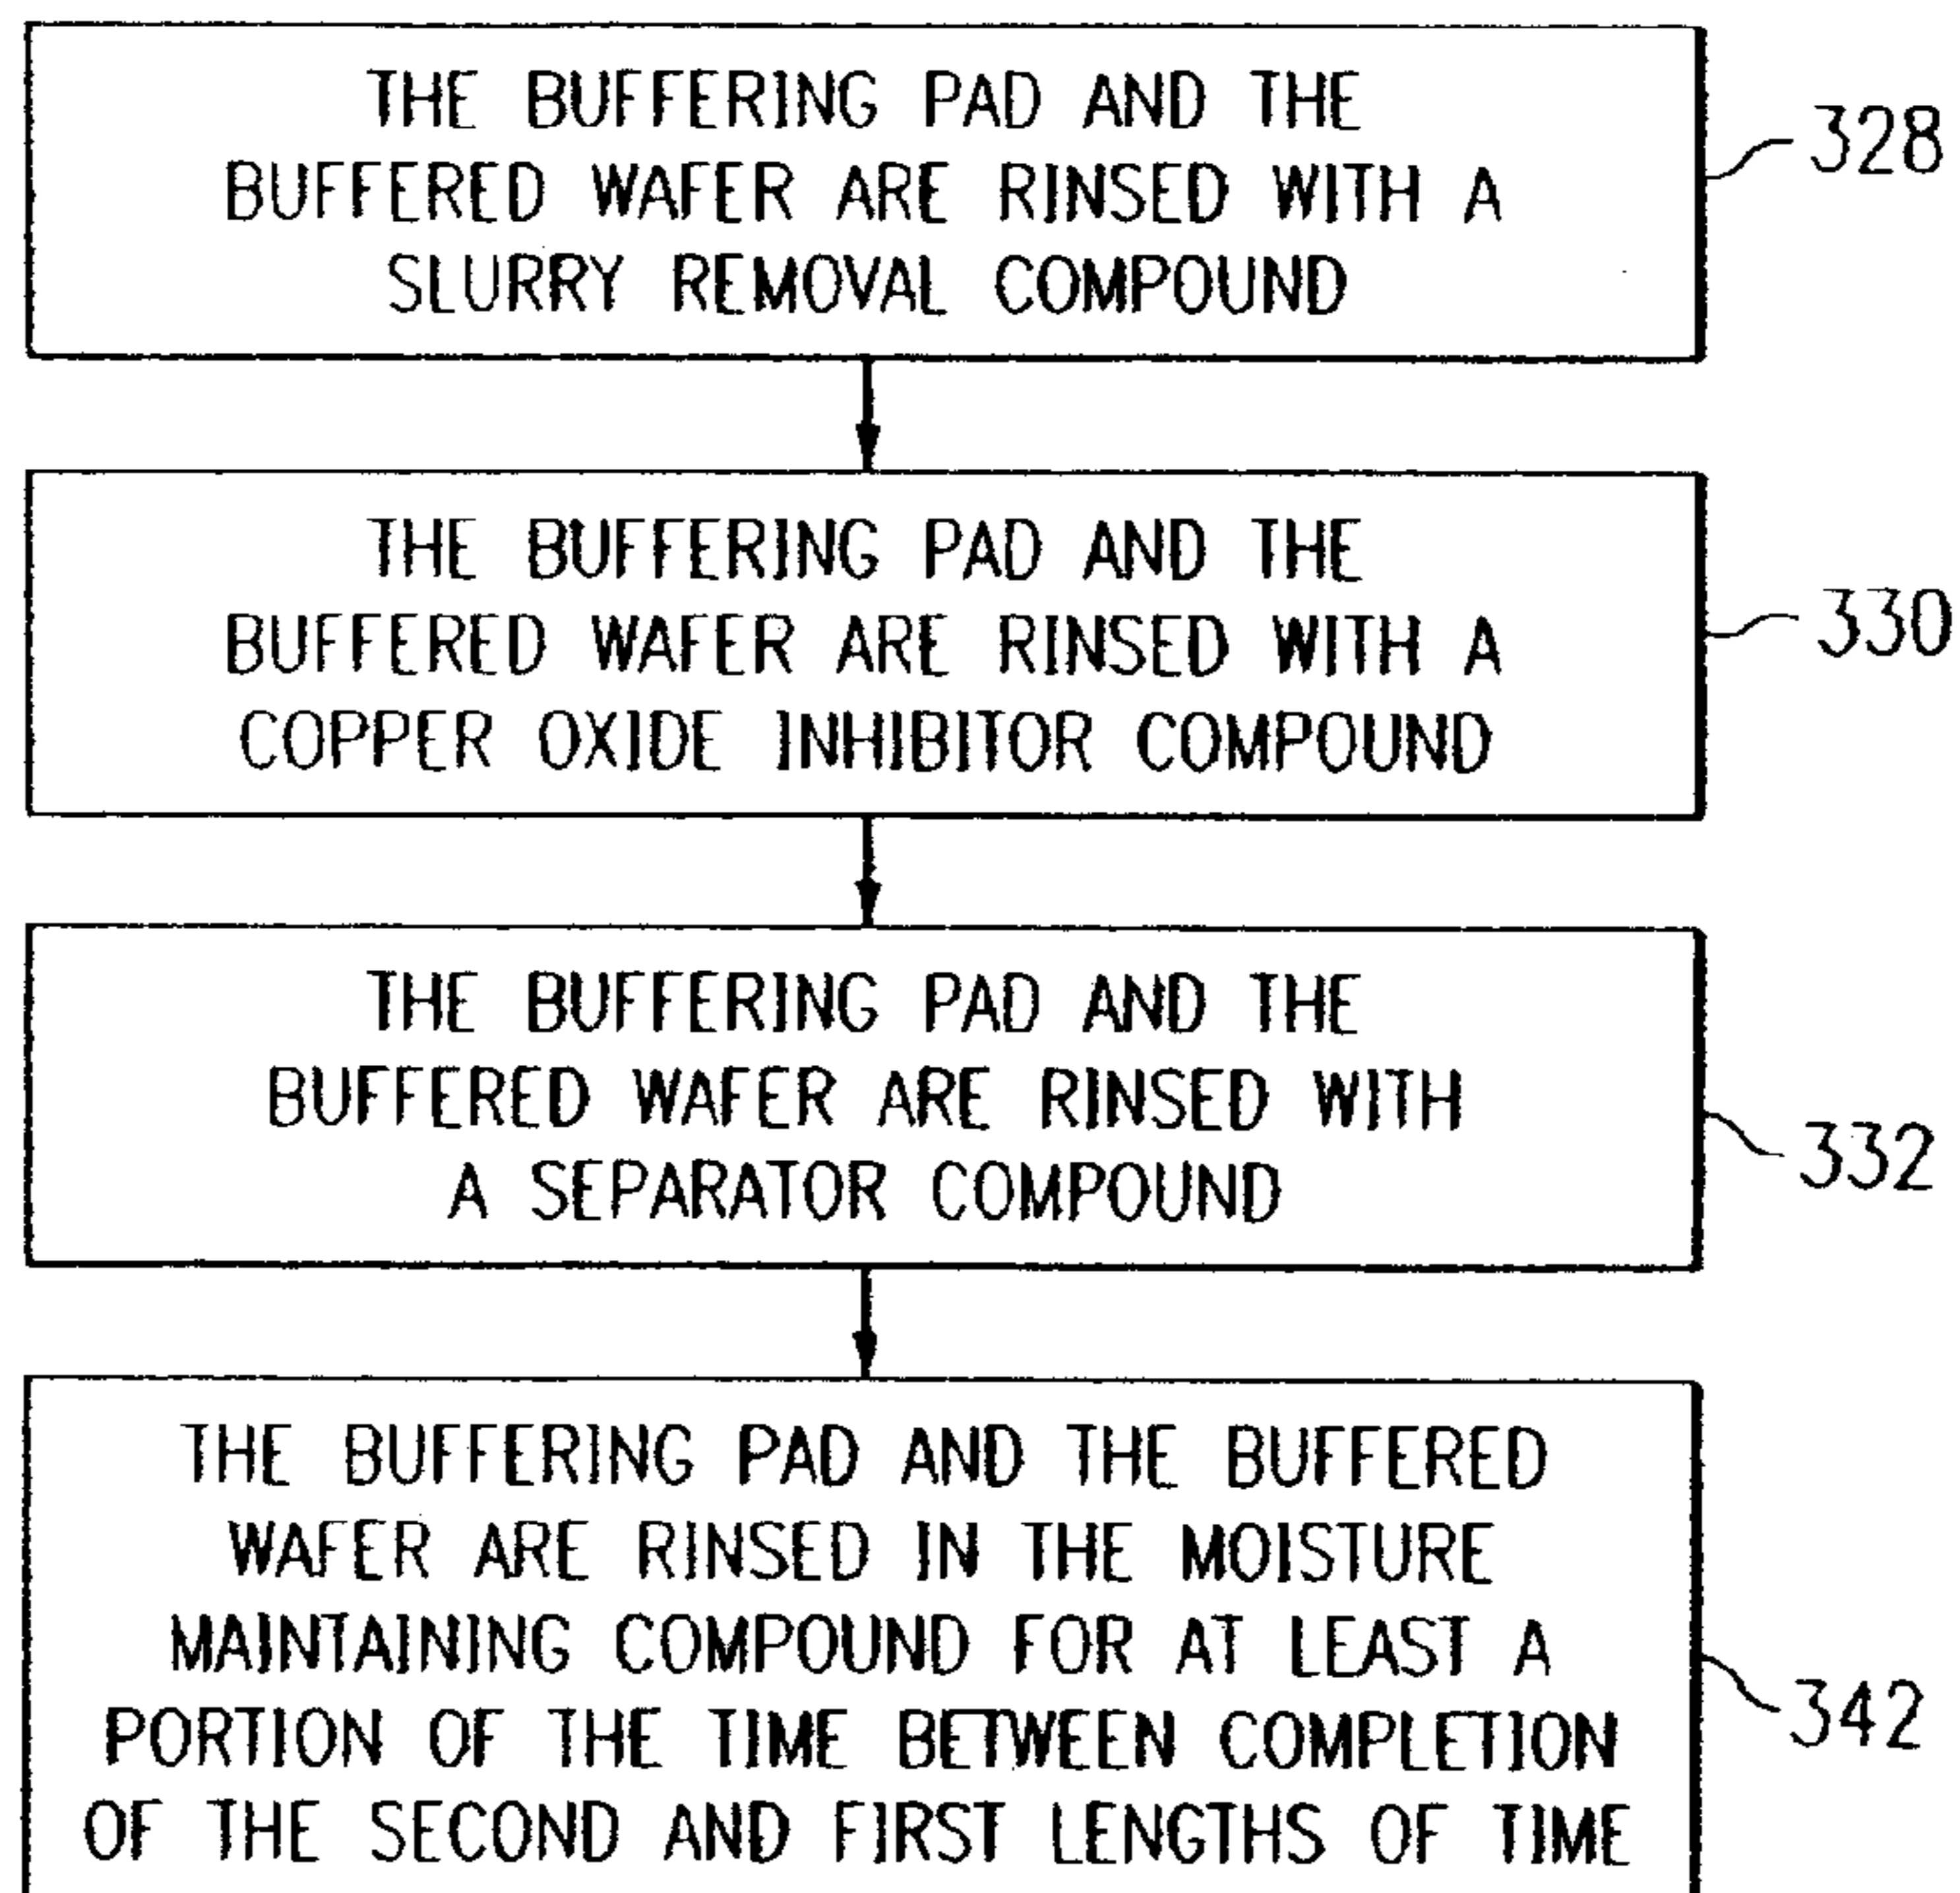 THE BUFFERING PAD AND THE
BUFFERED WAFER ARE RINSED WITH A
SLURRY REMOVAL COMPOUND
328
THE BUFFERING PAD AND THE
BUFFERED WAFER ARE RINSED WITH A
COPPER OXIDE INHIBITOR COMPOUND
330
THE BUFFERING PAD AND THE
BUFFERED WAFER ARE RINSED WITH
A SEPARATOR COMPOUND
332
THE BUFFERING PAD AND THE BUFFERED
WAFER ARE RINSED IN THE MOISTURE
MAINTAINING COMPOUND FOR AT LEAST A
PORTION OF THE TIME BETWEEN COMPLETION
OF THE SECOND AND FIRST LENGTHS OF TIME
342